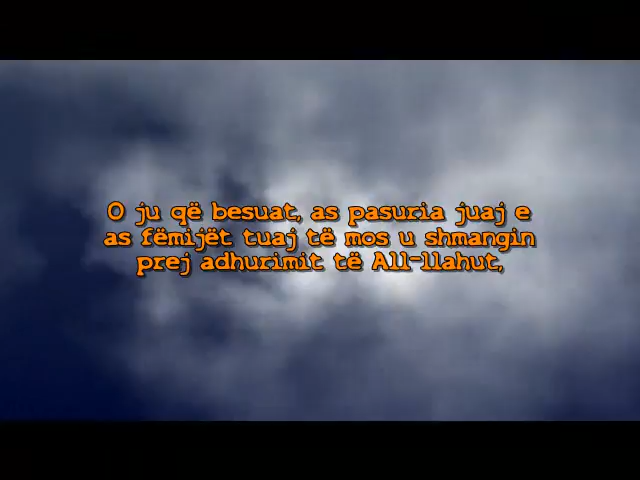 O ju që besuat, as pasuria juaj e
as fëmijët tuaj të mos u shmangin
prej adhurimit të All-llahut,